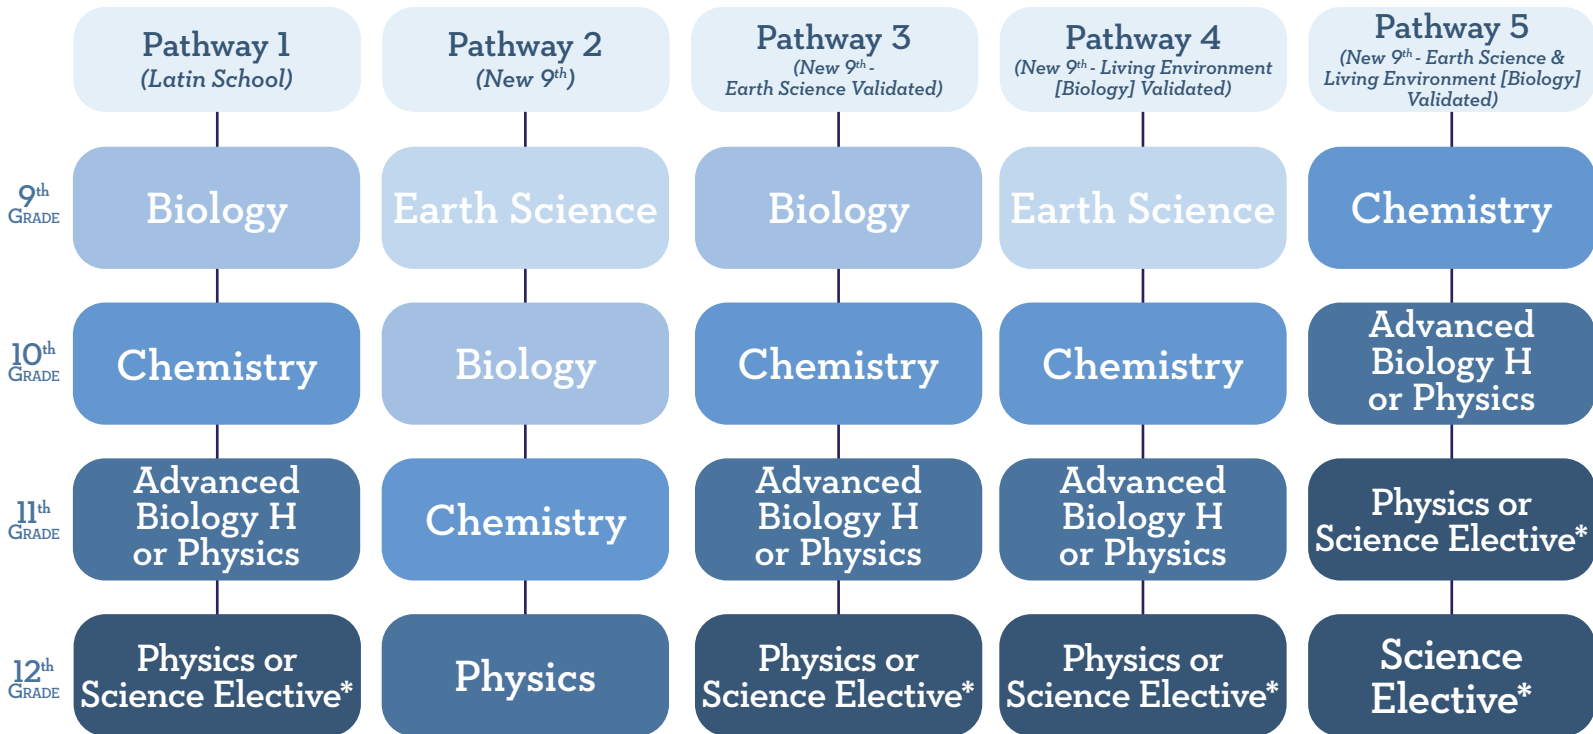 Pathway 1
(Latin School)
Pathway 2
(New 9th)
Pathway 3
(New 9th -
Earth Science Validated)
Pathway 4
(New 9th - Living Environment
[Biology] Validated)
Pathway 5
(New 9th - Earth Science &
Living Environment [Biology]
Validated)
9th
GRADE
Biology
Earth Science
Biology
Earth Science
Chemistry
10th
GRADE
Chemistry
Biology
Chemistry
Chemistry
Advanced
Biology H
or Physics
11th
GRADE
Advanced
Biology H
or Physics
Chemistry
Advanced
Biology H
or Physics
Advanced
Biology H
or Physics
Physics or
Science Elective*
12th
GRADE
Physics or
Science Elective*
Physics
Physics or
Science Elective*
Physics or
Science Elective*
Science
Elective*